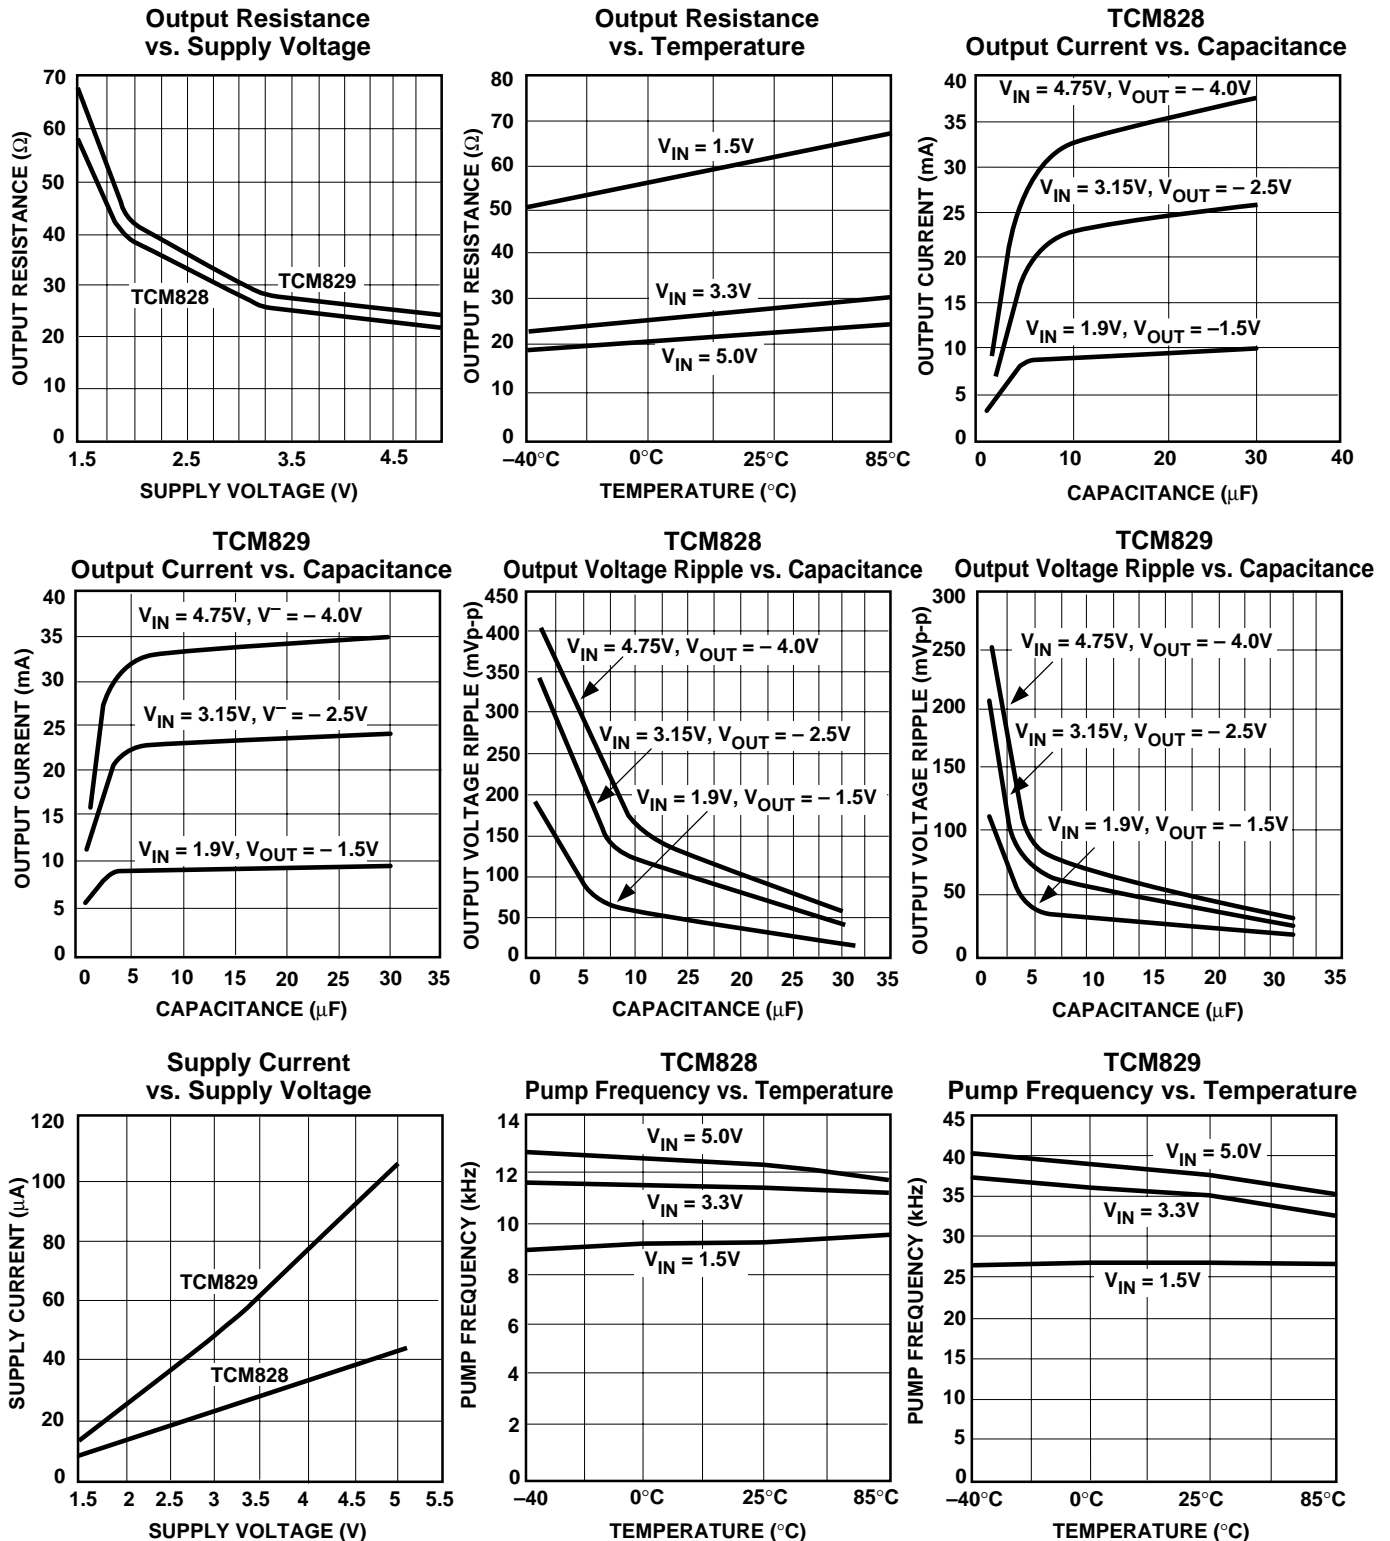 Output Resistance
vs. Supply Voltage
70
60
50
40
30
20
10
0
OUTPUT RESISTANCE (Ω)
TCM829
TCM828
1.5 2.5 3.5 4.5
SUPPLY VOLTAGE (V)
Output Resistance
vs. Temperature
80
70
60
50
40
30
20
10
0
OUTPUT RESISTANCE (Ω)
VIN = 1.5V
VIN = 3.3V
VIN = 5.0V
–40°C 0°C 25°C 85°C
TEMPERATURE (°C)
TCM828
Output Current vs. Capacitance
40
35
30
25
20
15
10
5
0
OUTPUT CURRENT (mA)
VIN = 4.75V, VOUT = – 4.0V
VIN = 3.15V, VOUT = – 2.5V
VIN = 1.9V, VOUT = –1.5V
0 10 20 30 40
CAPACITANCE (µF)
TCM829
Output Current vs. Capacitance
40
35
30
25
20
15
10
5
0
OUTPUT CURRENT (mA)
VIN = 4.75V, V– = – 4.0V
VIN = 3.15V, V– = – 2.5V
VIN = 1.9V, VOUT = – 1.5V
0 5 10 15 20 25 30 35
CAPACITANCE (µF)
TCM828
Output Voltage Ripple vs. Capacitance
450
400
350
300
250
200
150
100
50
0
OUTPUT VOLTAGE RIPPLE (mVp-p)
VIN = 4.75V, VOUT = – 4.0V
VIN = 3.15V, VOUT = – 2.5V
VIN = 1.9V, VOUT = – 1.5V
0 5 10 15 20 25 30 35
CAPACITANCE (µF)
TCM829
Output Voltage Ripple vs. Capacitance
300
250
200
150
100
50
0
OUTPUT VOLTAGE RIPPLE (mVp-p)
VIN = 4.75V, VOUT = – 4.0V
VIN = 3.15V, VOUT = – 2.5V
VIN = 1.9V, VOUT = – 1.5V
0 5 10 15 20 30 35
CAPACITANCE (µF)
Supply Current
vs. Supply Voltage
120
100
80
60
40
20
0
SUPPLY CURRENT (µA)
TCM829
TCM828
1.5 2 2.5 3 3.5 4 4.5 5 5.5
SUPPLY VOLTAGE (V)
TCM828
Pump Frequency vs. Temperature
14
12
10
8
6
4
2
0
PUMP FREQUENCY (kHz)
VIN = 5.0V
VIN = 3.3V
VIN = 1.5V
–40 0°C 25°C 85°C
TEMPERATURE (°C)
TCM829
Pump Frequency vs. Temperature
45
40
35
30
25
20
15
10
5
0
PUMP FREQUENCY (kHz)
VIN = 5.0V
VIN = 3.3V
VIN = 1.5V
–40°C 0°C 25°C 85°C
TEMPERATURE (°C)